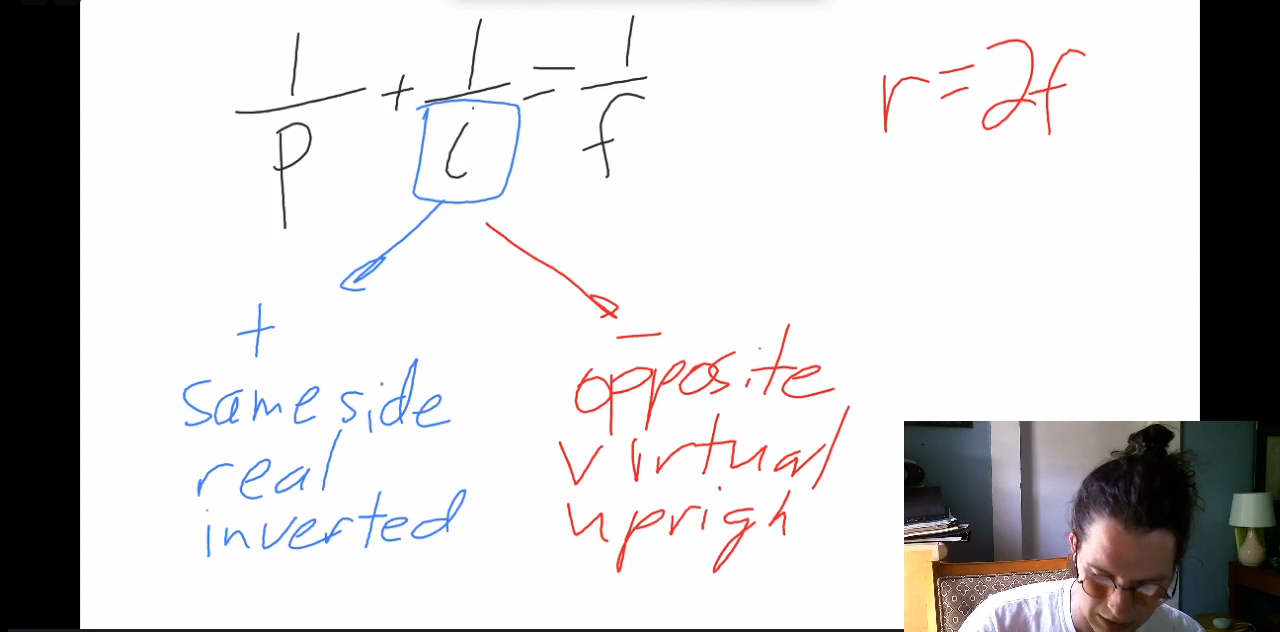 1/p + 1/i = 1/f
r = 2f
+
same side
real
inverted
−
opposite
virtual
uprigh